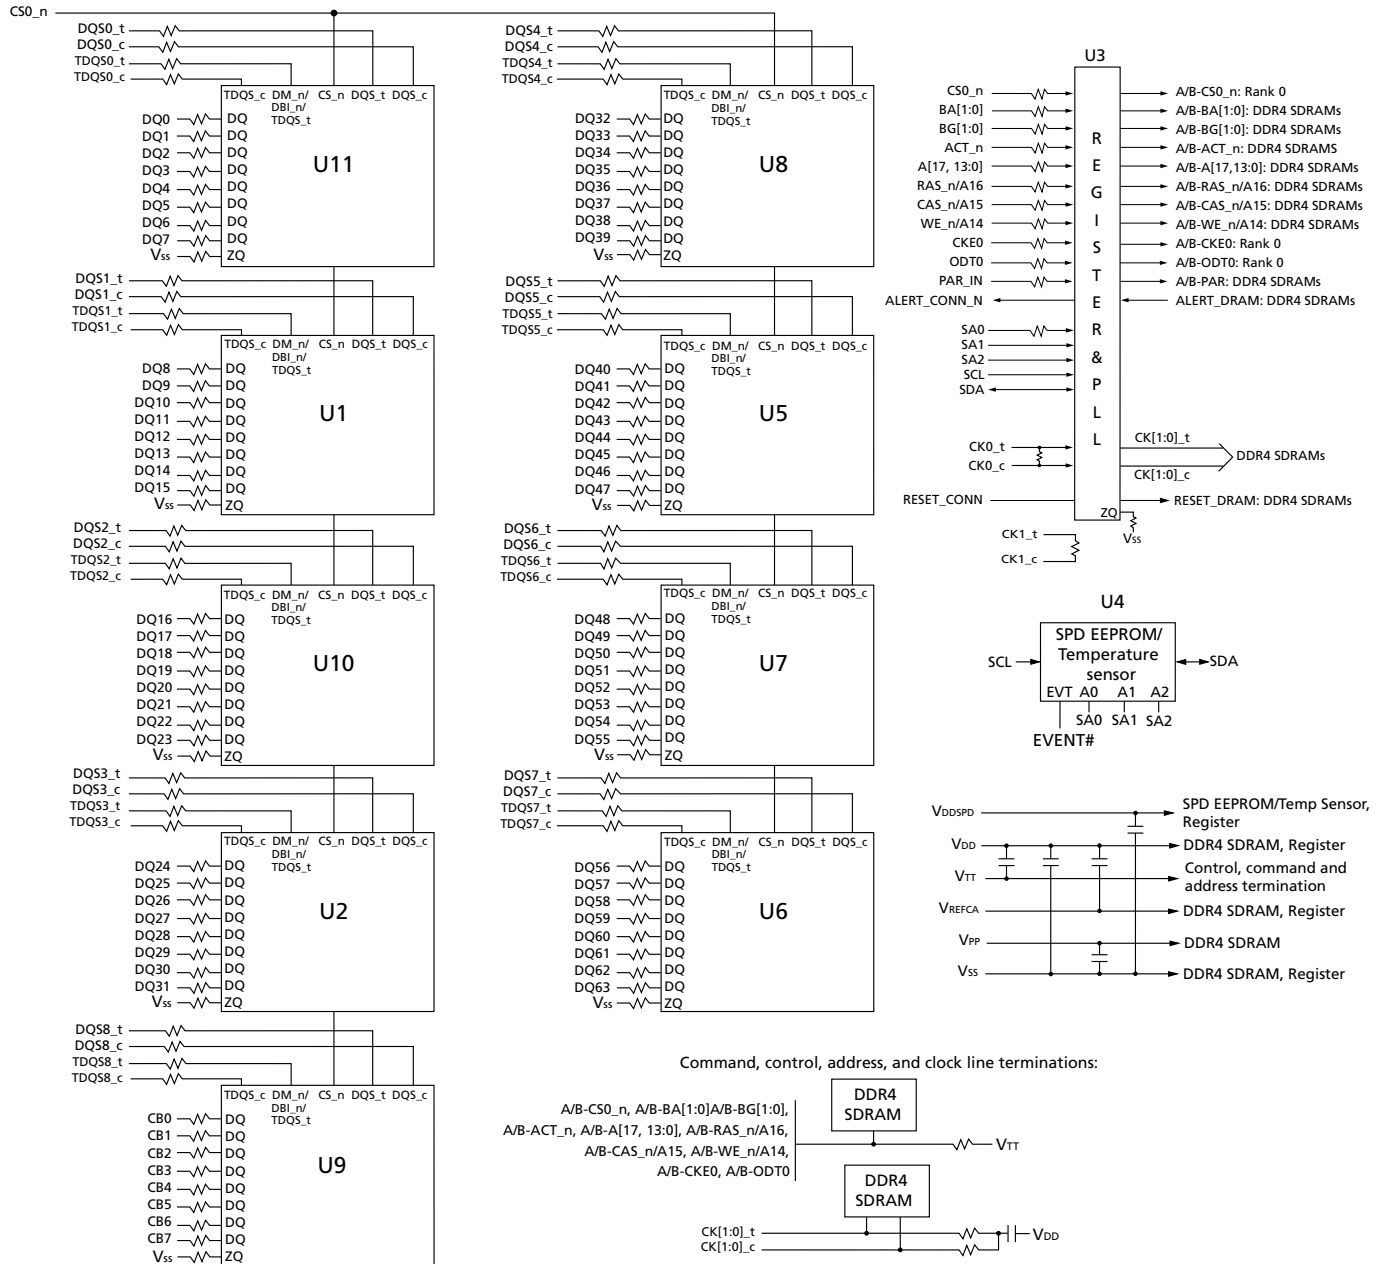 CS0_n
DQS0_t
DQS0_c
TDQS0_t
TDQS0_c
TDQS_c DM_n/ CS_n DQS_t DQS_c
DBI_n/
TDQS_t
DQ0 DQ
DQ1 DQ
DQ2 DQ
DQ3 DQ
DQ4 DQ
DQ5 DQ
DQ6 DQ
DQ7 DQ
Vss ZQ
U11
DQS1_t
DQS1_c
TDQS1_t
TDQS1_c
TDQS_c DM_n/ CS_n DQS_t DQS_c
DBI_n/
TDQS_t
DQ8 DQ
DQ9 DQ
DQ10 DQ
DQ11 DQ
DQ12 DQ
DQ13 DQ
DQ14 DQ
DQ15 DQ
Vss ZQ
U1
DQS2_t
DQS2_c
TDQS2_t
TDQS2_c
TDQS_c DM_n/ CS_n DQS_t DQS_c
DBI_n/
TDQS_t
DQ16 DQ
DQ17 DQ
DQ18 DQ
DQ19 DQ
DQ20 DQ
DQ21 DQ
DQ22 DQ
DQ23 DQ
Vss ZQ
U10
DQS3_t
DQS3_c
TDQS3_t
TDQS3_c
TDQS_c DM_n/ CS_n DQS_t DQS_c
DBI_n/
TDQS_t
DQ24 DQ
DQ25 DQ
DQ26 DQ
DQ27 DQ
DQ28 DQ
DQ29 DQ
DQ30 DQ
DQ31 DQ
Vss ZQ
U2
DQS8_t
DQS8_c
TDQS8_t
TDQS8_c
TDQS_c DM_n/ CS_n DQS_t DQS_c
DBI_n/
TDQS_t
CB0 DQ
CB1 DQ
CB2 DQ
CB3 DQ
CB4 DQ
CB5 DQ
CB6 DQ
CB7 DQ
Vss ZQ
U9
DQS4_t
DQS4_c
TDQS4_t
TDQS4_c
TDQS_c DM_n/ CS_n DQS_t DQS_c
DBI_n/
TDQS_t
DQ32 DQ
DQ33 DQ
DQ34 DQ
DQ35 DQ
DQ36 DQ
DQ37 DQ
DQ38 DQ
DQ39 DQ
Vss ZQ
U8
DQS5_t
DQS5_c
TDQS5_t
TDQS5_c
TDQS_c DM_n/ CS_n DQS_t DQS_c
DBI_n/
TDQS_t
DQ40 DQ
DQ41 DQ
DQ42 DQ
DQ43 DQ
DQ44 DQ
DQ45 DQ
DQ46 DQ
DQ47 DQ
Vss ZQ
U5
DQS6_t
DQS6_c
TDQS6_t
TDQS6_c
TDQS_c DM_n/ CS_n DQS_t DQS_c
DBI_n/
TDQS_t
DQ48 DQ
DQ49 DQ
DQ50 DQ
DQ51 DQ
DQ52 DQ
DQ53 DQ
DQ54 DQ
DQ55 DQ
Vss ZQ
U7
DQS7_t
DQS7_c
TDQS7_t
TDQS7_c
TDQS_c DM_n/ CS_n DQS_t DQS_c
DBI_n/
TDQS_t
DQ56 DQ
DQ57 DQ
DQ58 DQ
DQ59 DQ
DQ60 DQ
DQ61 DQ
DQ62 DQ
DQ63 DQ
Vss ZQ
U6
U3
CS0_n A/B-CS0_n: Rank 0
BA[1:0] A/B-BA[1:0]: DDR4 SDRAMs
BG[1:0] A/B-BG[1:0]: DDR4 SDRAMs
ACT_n A/B-ACT_n: DDR4 SDRAMS
A[17, 13:0] A/B-A[17,13:0]: DDR4 SDRAMs
RAS_n/A16 A/B-RAS_n/A16: DDR4 SDRAMs
CAS_n/A15 A/B-CAS_n/A15: DDR4 SDRAMs
WE_n/A14 A/B-WE_n/A14: DDR4 SDRAMs
CKE0 A/B-CKE0: Rank 0
ODT0 A/B-ODT0: Rank 0
PAR_IN A/B-PAR: DDR4 SDRAMs
ALERT_CONN_N ALERT_DRAM: DDR4 SDRAMs
SA0
SA1
SA2
SCL
SDA
R
E
G
I
S
T
E
R
&
P
L
L
CK0_t
CK0_c
CK[1:0]_t
DDR4 SDRAMs
CK[1:0]_c
RESET_CONN RESET_DRAM: DDR4 SDRAMs
ZQ
Vss
CK1_t
CK1_c
U4
SPD EEPROM/
Temperature
sensor
SCL SDA
EVT A0 A1 A2
SA0 SA1 SA2
EVENT#
VDDSPD SPD EEPROM/Temp Sensor,
Register
VDD DDR4 SDRAM, Register
VTT Control, command and
address termination
VREFCA DDR4 SDRAM, Register
VPP DDR4 SDRAM
VSS DDR4 SDRAM, Register
Command, control, address, and clock line terminations:
DDR4
SDRAM
A/B-CS0_n, A/B-BA[1:0]A/B-BG[1:0],
A/B-ACT_n, A/B-A[17, 13:0], A/B-RAS_n/A16,
A/B-CAS_n/A15, A/B-WE_n/A14,
A/B-CKE0, A/B-ODT0
VTT
DDR4
SDRAM
CK[1:0]_t
CK[1:0]_c
VDD